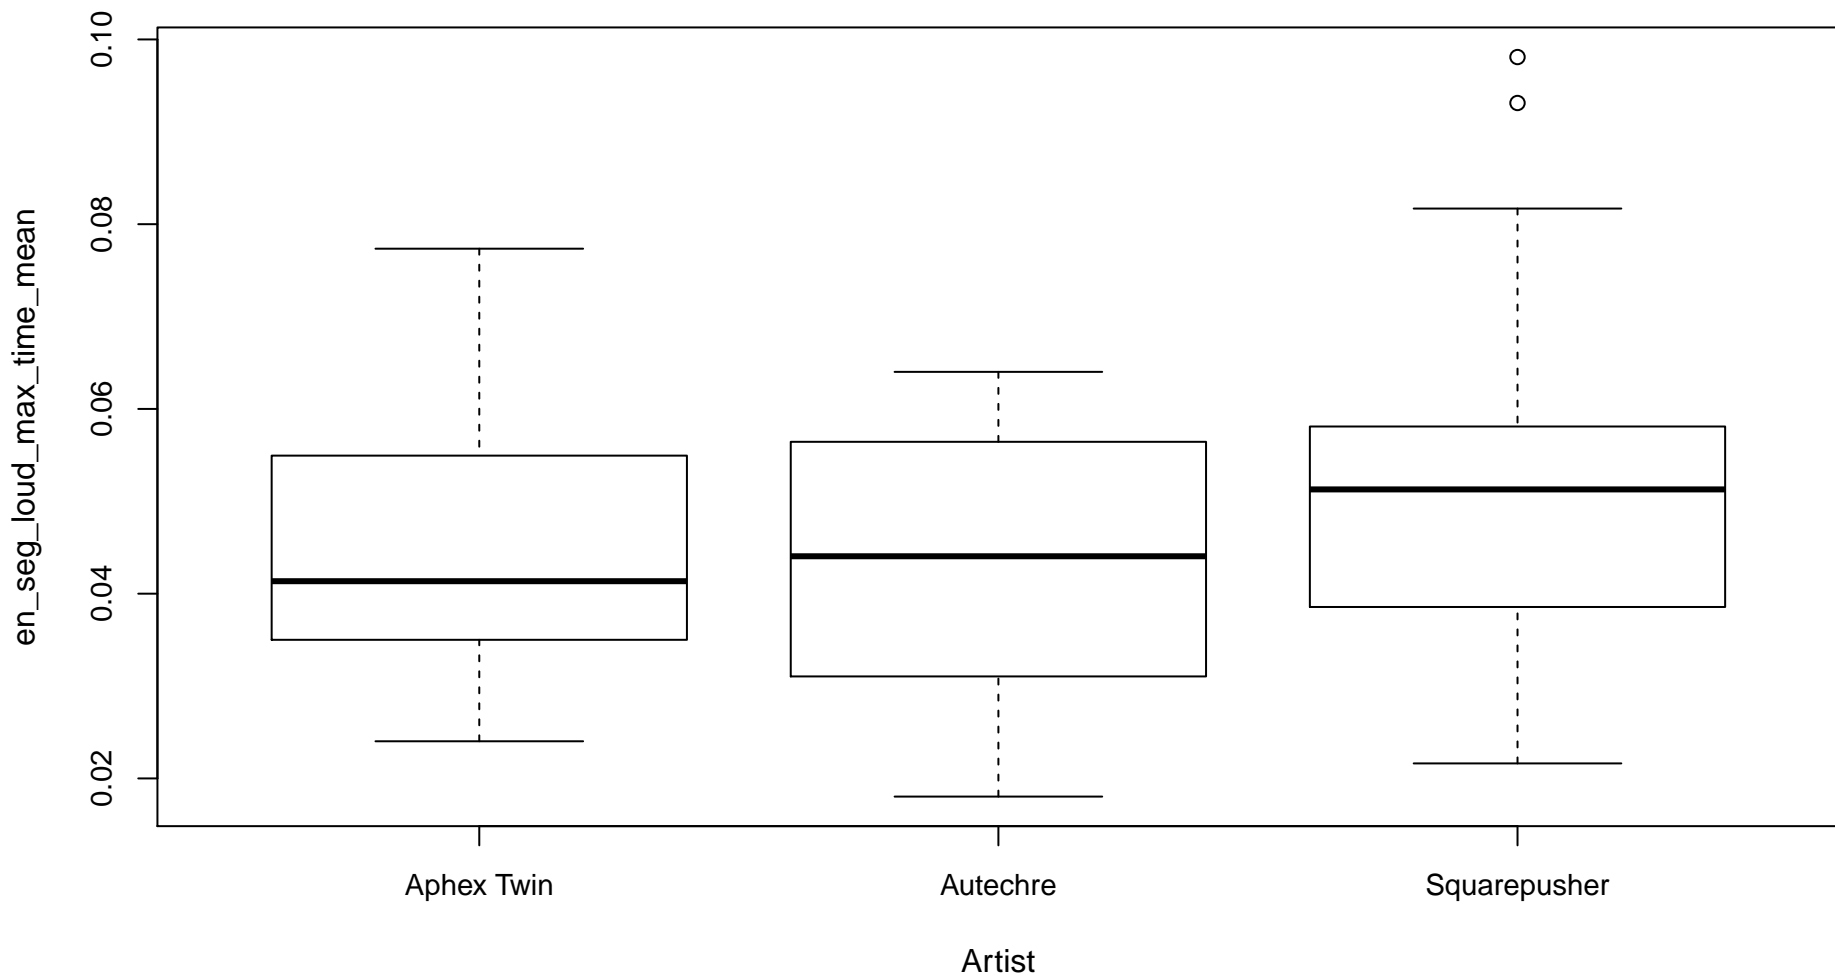 en_seg_loud_max_time_mean
0.10
0.08
0.06
0.04
0.02
Aphex Twin
Autechre
Squarepusher
Artist